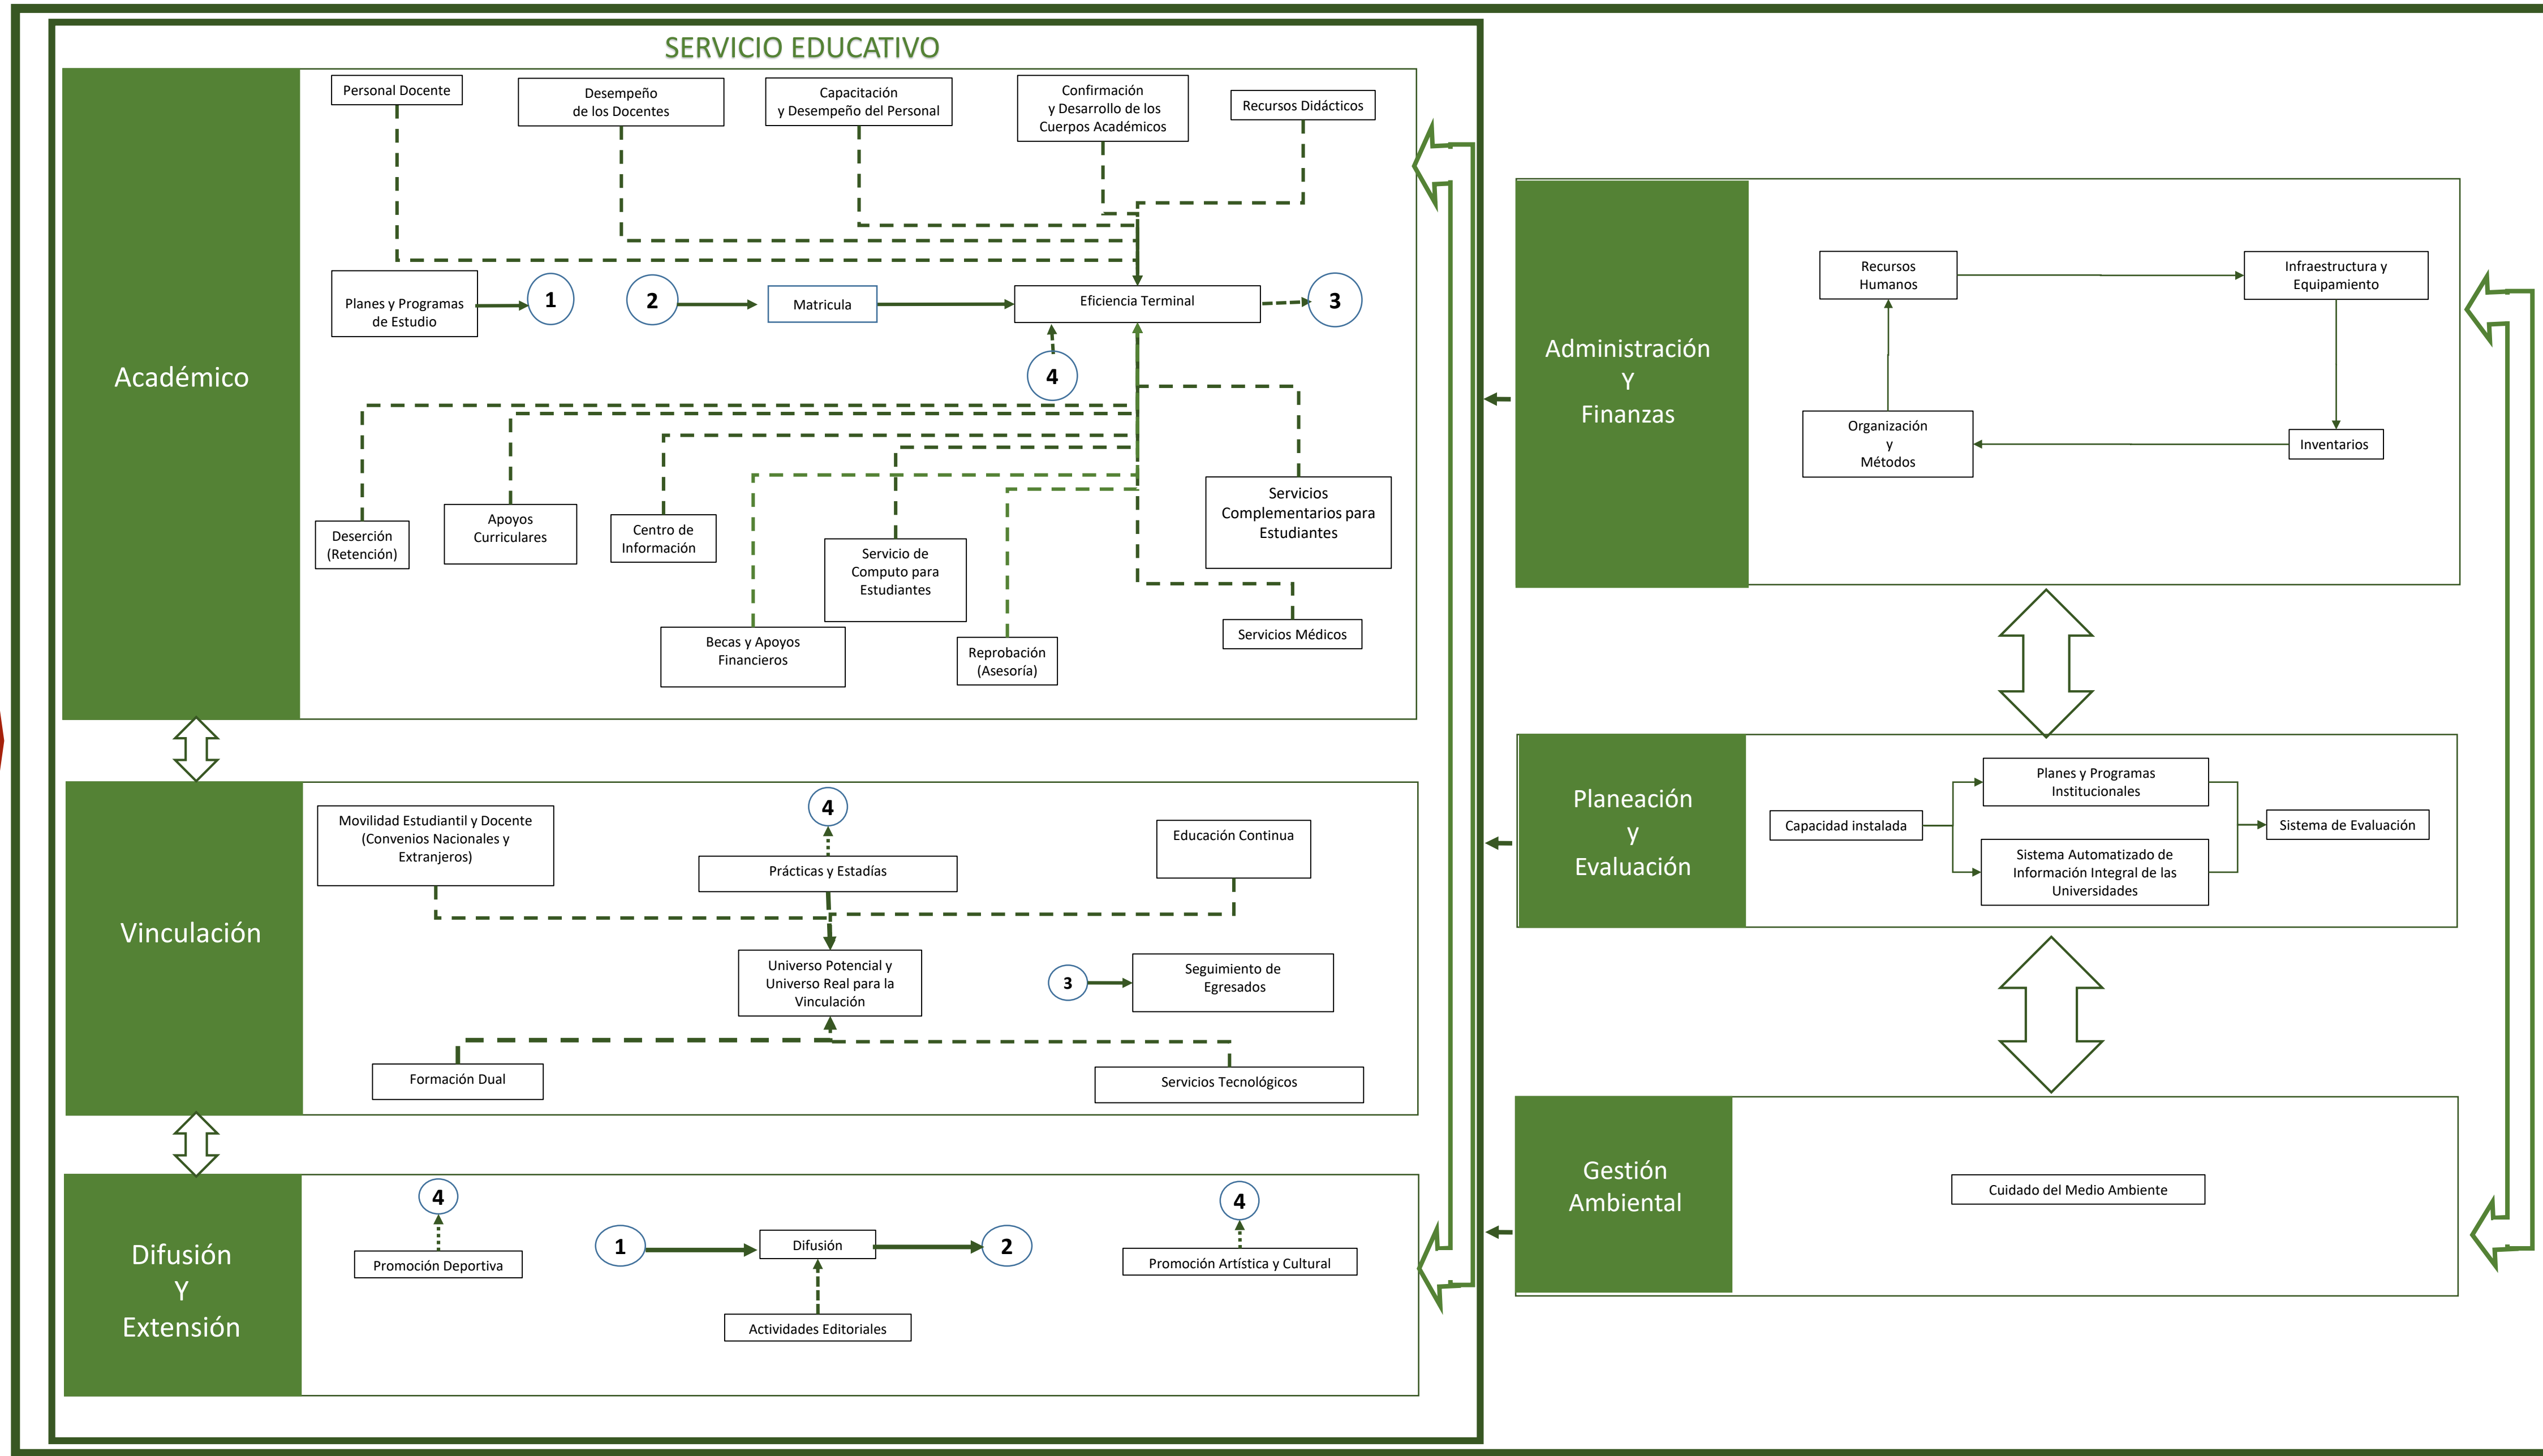 SERVICIO EDUCATIVO
Académico
Personal Docente
Desempeño
de los Docentes
Capacitación
y Desempeño del Personal
Confirmación
y Desarrollo de los
Cuerpos Académicos
Recursos Didácticos
Planes y Programas
de Estudio
1
2
Matricula
Eficiencia Terminal
3
4
Deserción
(Retención)
Apoyos
Curriculares
Centro de
Información
Servicio de
Computo para
Estudiantes
Servicios
Complementarios para
Estudiantes
Becas y Apoyos
Financieros
Reprobación
(Asesoría)
Servicios Médicos
Vinculación
Movilidad Estudiantil y Docente
(Convenios Nacionales y
Extranjeros)
4
Prácticas y Estadías
Educación Continua
Universo Potencial y
Universo Real para la
Vinculación
3
Seguimiento de
Egresados
Formación Dual
Servicios Tecnológicos
Difusión
Y
Extensión
4
Promoción Deportiva
1
Difusión
2
4
Promoción Artística y Cultural
Actividades Editoriales
Administración
Y
Finanzas
Recursos
Humanos
Infraestructura y
Equipamiento
Organización
y
Métodos
Inventarios
Planeación
y
Evaluación
Capacidad instalada
Planes y Programas
Institucionales
Sistema Automatizado de
Información Integral de las
Universidades
Sistema de Evaluación
Gestión
Ambiental
Cuidado del Medio Ambiente